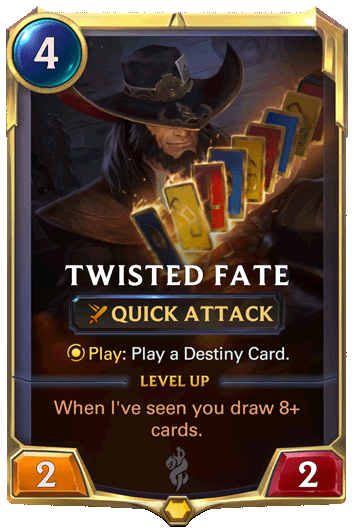 4
TWISTED FATE
QUICK ATTACK
Play: Play a Destiny Card.
LEVEL UP
When I've seen you draw 8+
cards.
2
2